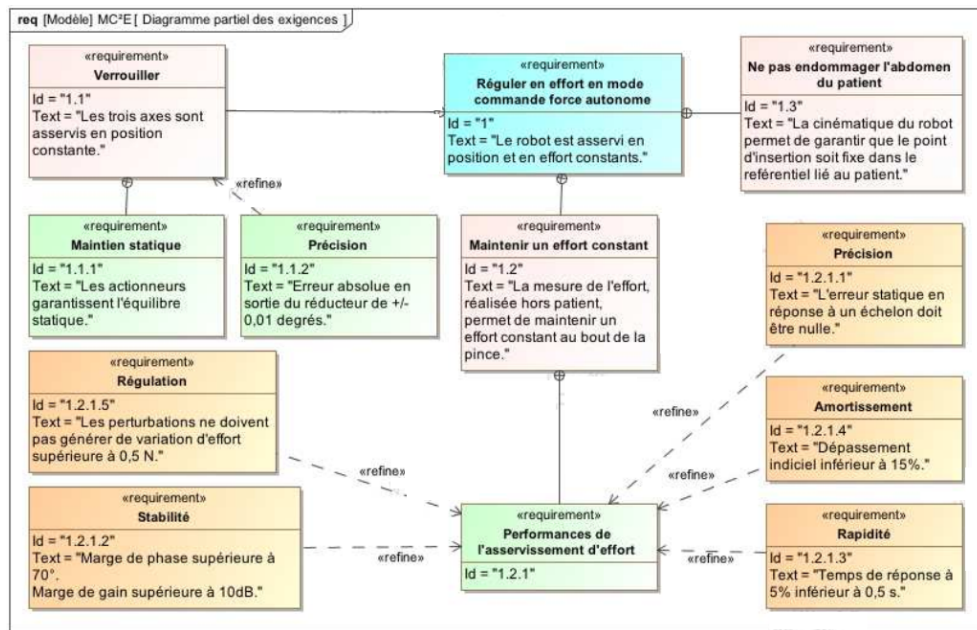 req [Modèle] MC²E [ Diagramme partiel des exigences ]
«requirement»
Verrouiller
Id = "1.1"
Text = "Les trois axes sont
asservis en position
constante."
«requirement»
Réguler en effort en mode
commande force autonome
Id = "1"
Text = "Le robot est asservi en
position et en effort constants."
«requirement»
Ne pas endommager l'abdomen
du patient
Id = "1.3"
Text = "La cinématique du robot
permet de garantir que le point
d'insertion soit fixe dans le
référentiel lié au patient."
«refine»
«requirement»
Maintien statique
Id = "1.1.1"
Text = "Les actionneurs
garantissent l'équilibre
statique."
«requirement»
Précision
Id = "1.1.2"
Text = "Erreur absolue en
sortie du réducteur de +/-
0,01 degrés."
«requirement»
Maintenir un effort constant
Id = "1.2"
Text = "La mesure de l'effort,
réalisée hors patient,
permet de maintenir un
effort constant au bout de la
pince."
«requirement»
Précision
Id = "1.2.1.1"
Text = "L'erreur statique en
réponse à un échelon doit
être nulle."
«requirement»
Régulation
Id = "1.2.1.5"
Text = "Les perturbations ne doivent
pas générer de variation d'effort
supérieure à 0,5 N."
«refine»
«refine»
«requirement»
Amortissement
Id = "1.2.1.4"
Text = "Dépassement
indiciel inférieur à 15%."
«refine»
«requirement»
Stabilité
Id = "1.2.1.2"
Text = "Marge de phase supérieure à
70°.
Marge de gain supérieure à 10dB."
«refine»
«requirement»
Performances de
l'asservissement d'effort
Id = "1.2.1"
«refine»
«requirement»
Rapidité
Id = "1.2.1.3"
Text = "Temps de réponse à
5% inférieur à 0,5 s."